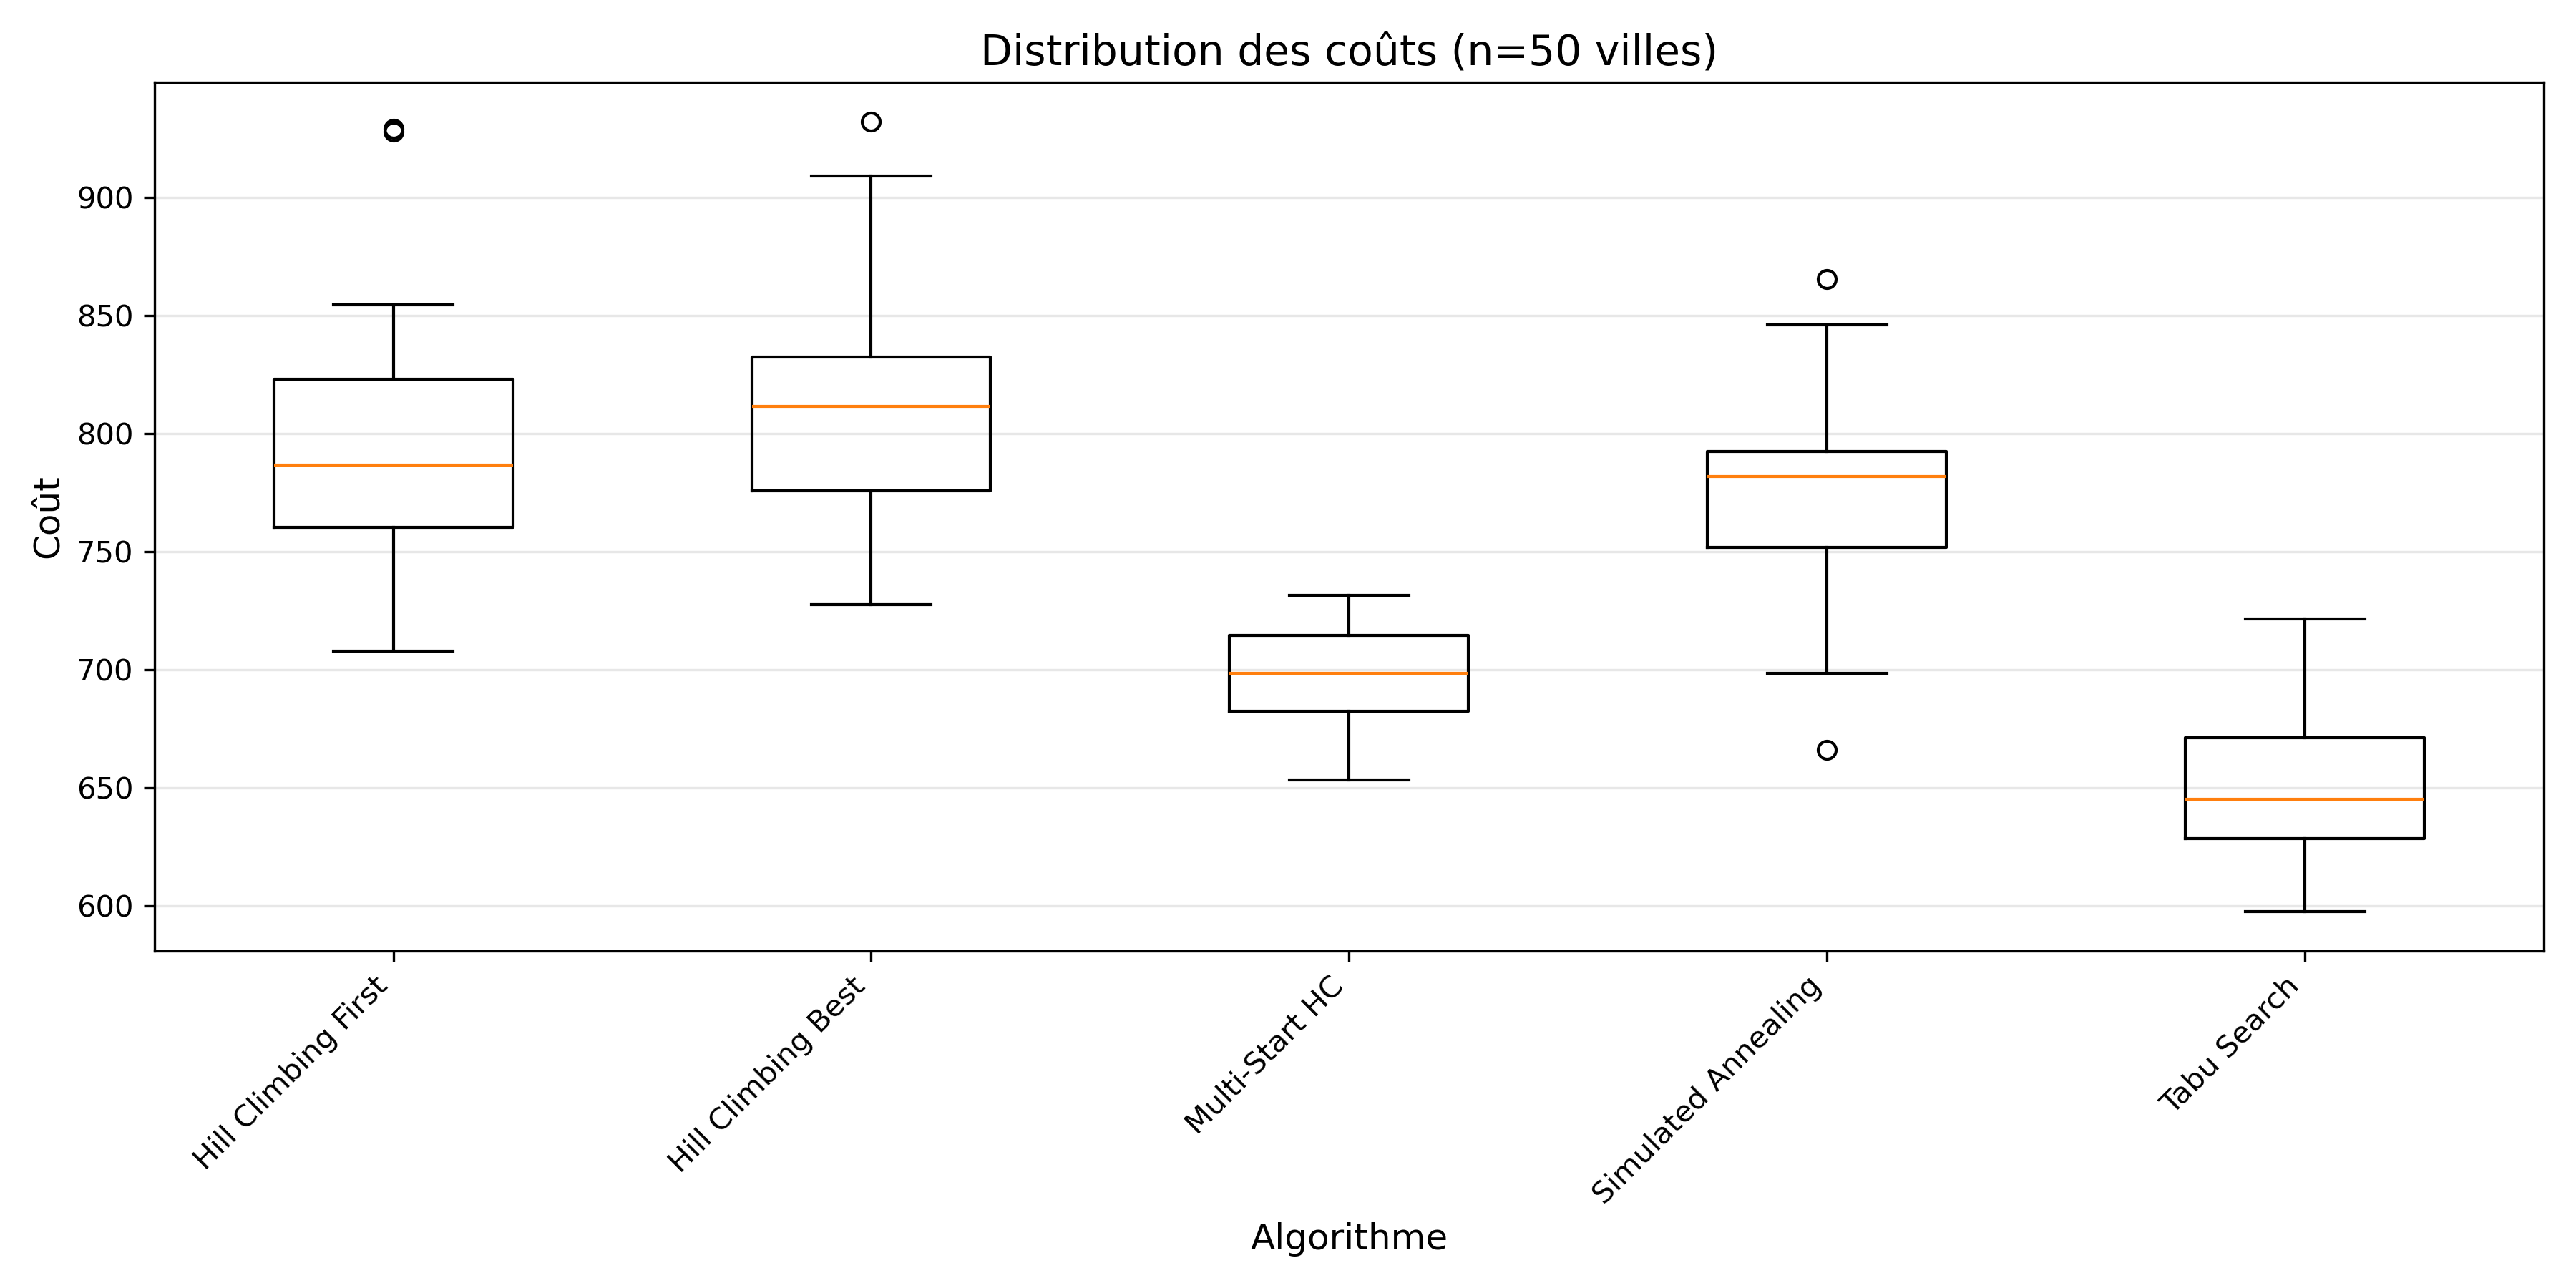 Distribution des coûts (n=50 villes)
Coût
900
850
800
750
700
650
600
Hill Climbing First
Hill Climbing Best
Multi-Start HC
Simulated Annealing
Tabu Search
Algorithme